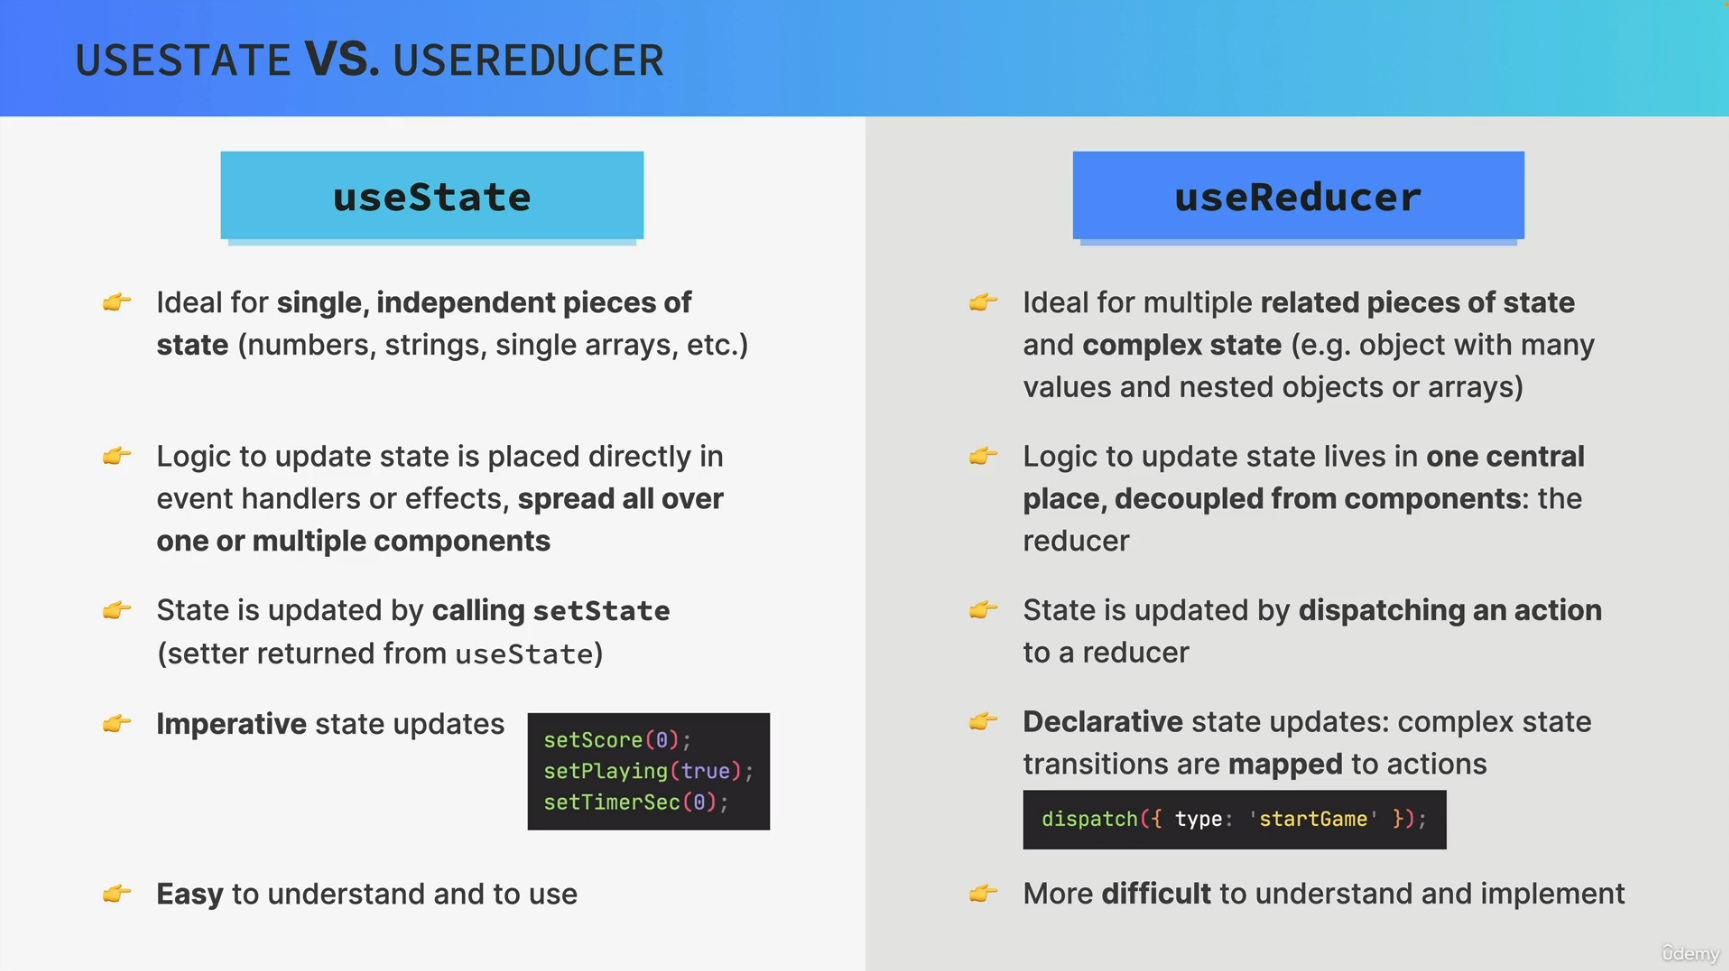 USESTATE VS. USEREDUCER
useState
Ideal for single, independent pieces of
state (numbers, strings, single arrays, etc.)
Logic to update state is placed directly in
event handlers or effects, spread all over
one or multiple components
State is updated by calling setState
(setter returned from useState)
Imperative state updates
setScore(0);
setPlaying(true);
setTimerSec(0);
Easy to understand and to use
useReducer
Ideal for multiple related pieces of state
and complex state (e.g. object with many
values and nested objects or arrays)
Logic to update state lives in one central
place, decoupled from components: the
reducer
State is updated by dispatching an action
to a reducer
Declarative state updates: complex state
transitions are mapped to actions
dispatch({ type: 'startGame' });
More difficult to understand and implement
ûdemy